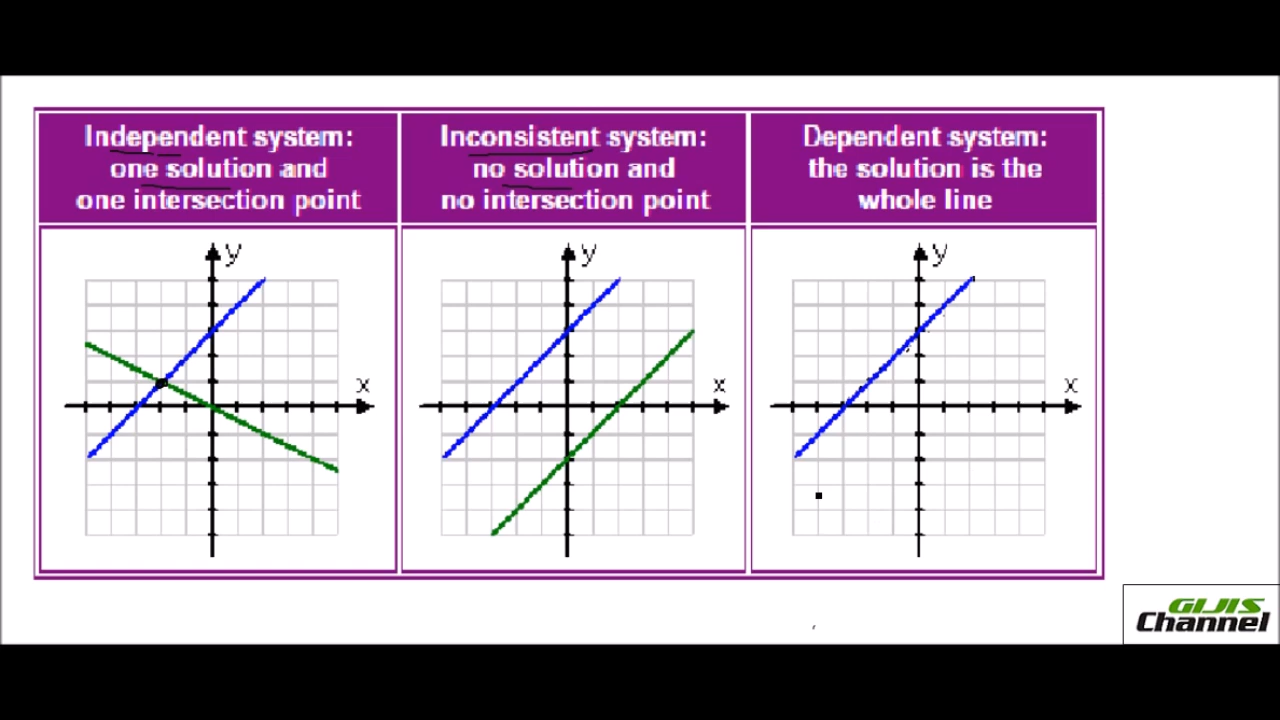 Independent system:
one solution and
one intersection point
Inconsistent system:
no solution and
no intersection point
Dependent system:
the solution is the
whole line
y
x
y
x
y
x
GIJIS
Channel